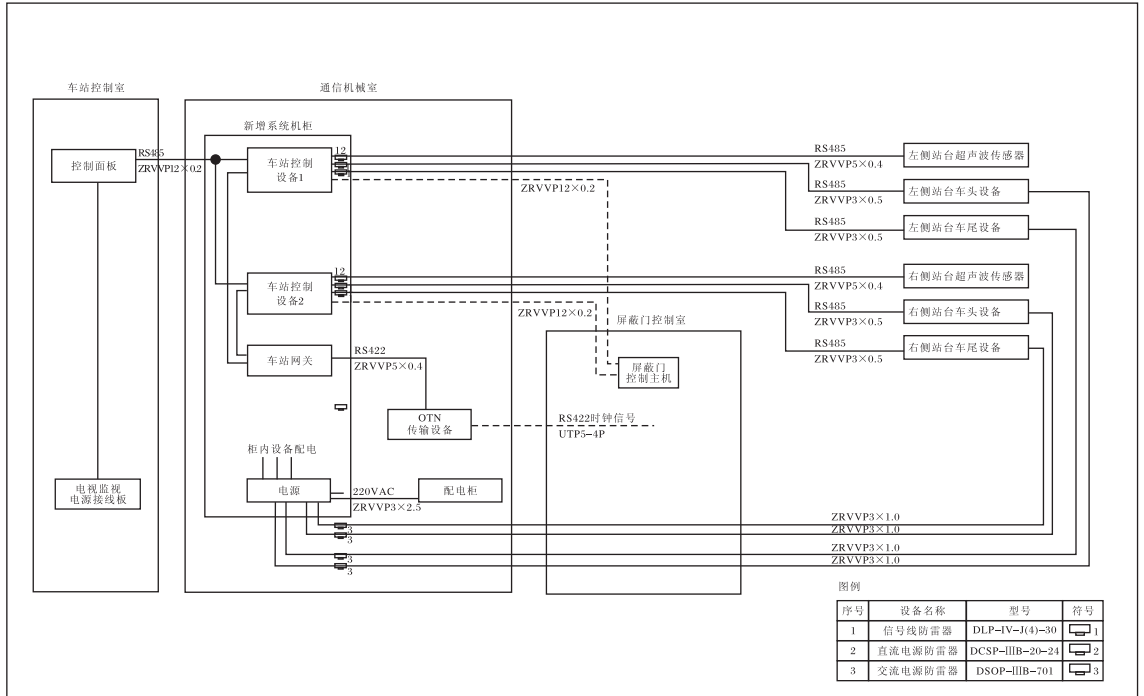 车站控制室
通信机械室
新增系统机柜
控制面板
RS485
ZRVVP12×0.2
车站控制
设备1
12
ZRVVP12×0.2
RS485
ZRVVP5×0.4
左侧站台超声波传感器
RS485
ZRVVP3×0.5
左侧站台车头设备
RS485
ZRVVP3×0.5
左侧站台车尾设备
车站控制
设备2
12
ZRVVP12×0.2
RS485
ZRVVP5×0.4
右侧站台超声波传感器
RS485
ZRVVP3×0.5
右侧站台车头设备
RS485
ZRVVP3×0.5
右侧站台车尾设备
屏蔽门控制室
屏蔽门
控制主机
车站网关
RS422
ZRVVP5×0.4
OTN
传输设备
RS422时钟信号
UTP5-4P
柜内设备配电
电源
220VAC
ZRVVP3×2.5
配电柜
电视监视
电源接线板
3
3
3
3
ZRVVP3×1.0
ZRVVP3×1.0
ZRVVP3×1.0
ZRVVP3×1.0
图例
序号 设备名称 型号 符号
1 信号线防雷器 DLP-IV-J(4)-30 1
2 直流电源防雷器 DCSP-IIIB-20-24 2
3 交流电源防雷器 DSOP-IIIB-701 3